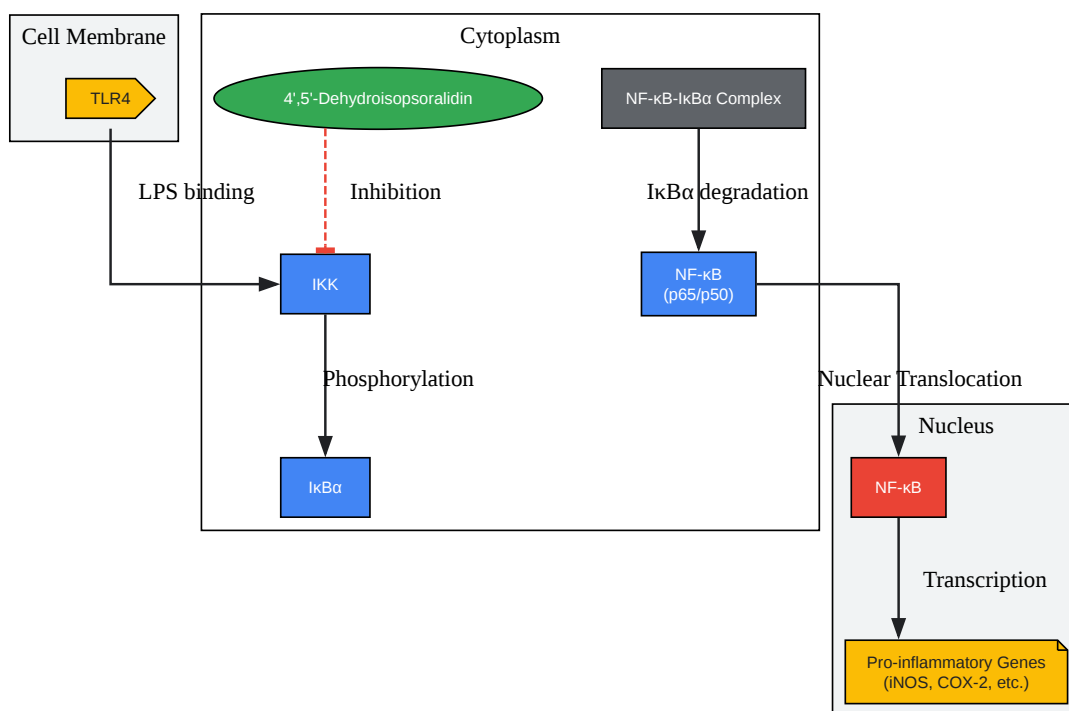 Cell Membrane
TLR4
Cytoplasm
4',5'-Dehydroisopsoralidin
NF-κB-IκBα Complex
LPS binding
Inhibition
IκBα degradation
IKK
NF-κB
(p65/p50)
Phosphorylation
Nuclear Translocation
IκBα
Nucleus
NF-κB
Transcription
Pro-inflammatory Genes
(iNOS, COX-2, etc.)